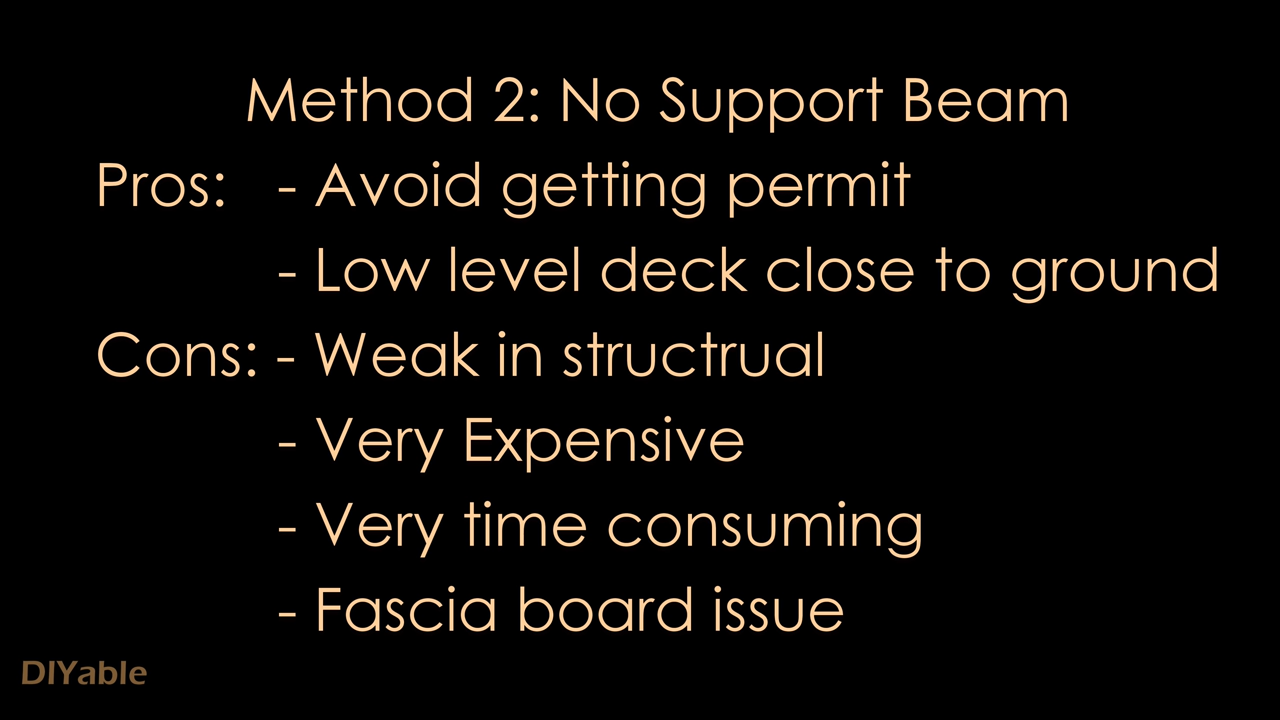 Method 2: No Support Beam
Pros: - Avoid getting permit
- Low level deck close to ground
Cons: - Weak in structrual
- Very Expensive
- Very time consuming
- Fascia board issue
DIYable